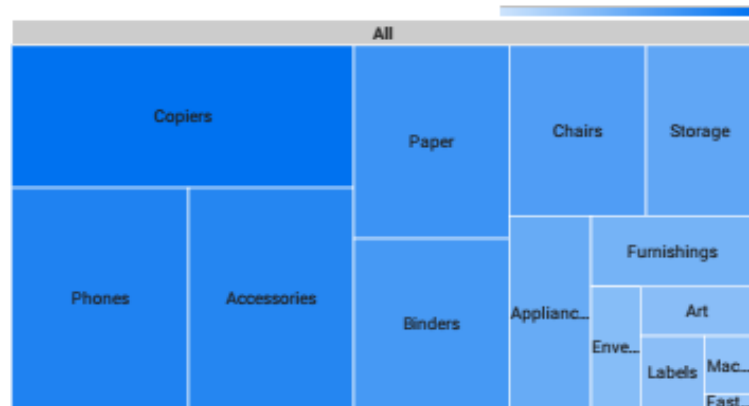 All
Copiers
Paper
Chairs
Storage
Phones
Accessories
Binders
Applianc...
Furnishings
Enve...
Art
Labels
Mac...
Fast...